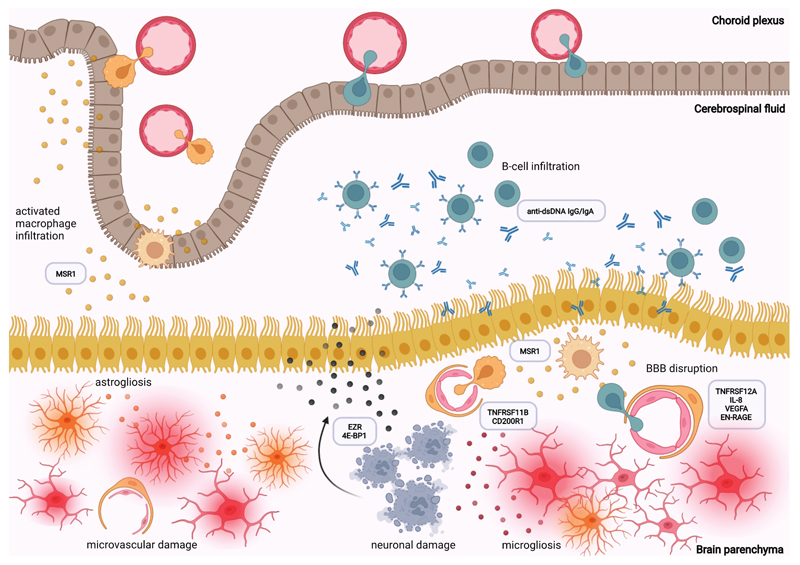 Choroid plexus
Cerebrospinal fluid
B-cell infiltration
anti-dsDNA IgG/IgA
activated
macrophage
infiltration
MSR1
MSR1
BBB disruption
astrogliosis
TNFRSF12A
IL-8
VEGFA
EN-RAGE
TNFRSF11B
CD200R1
EZR
4E-BP1
microvascular damage
neuronal damage
microgliosis
Brain parenchyma